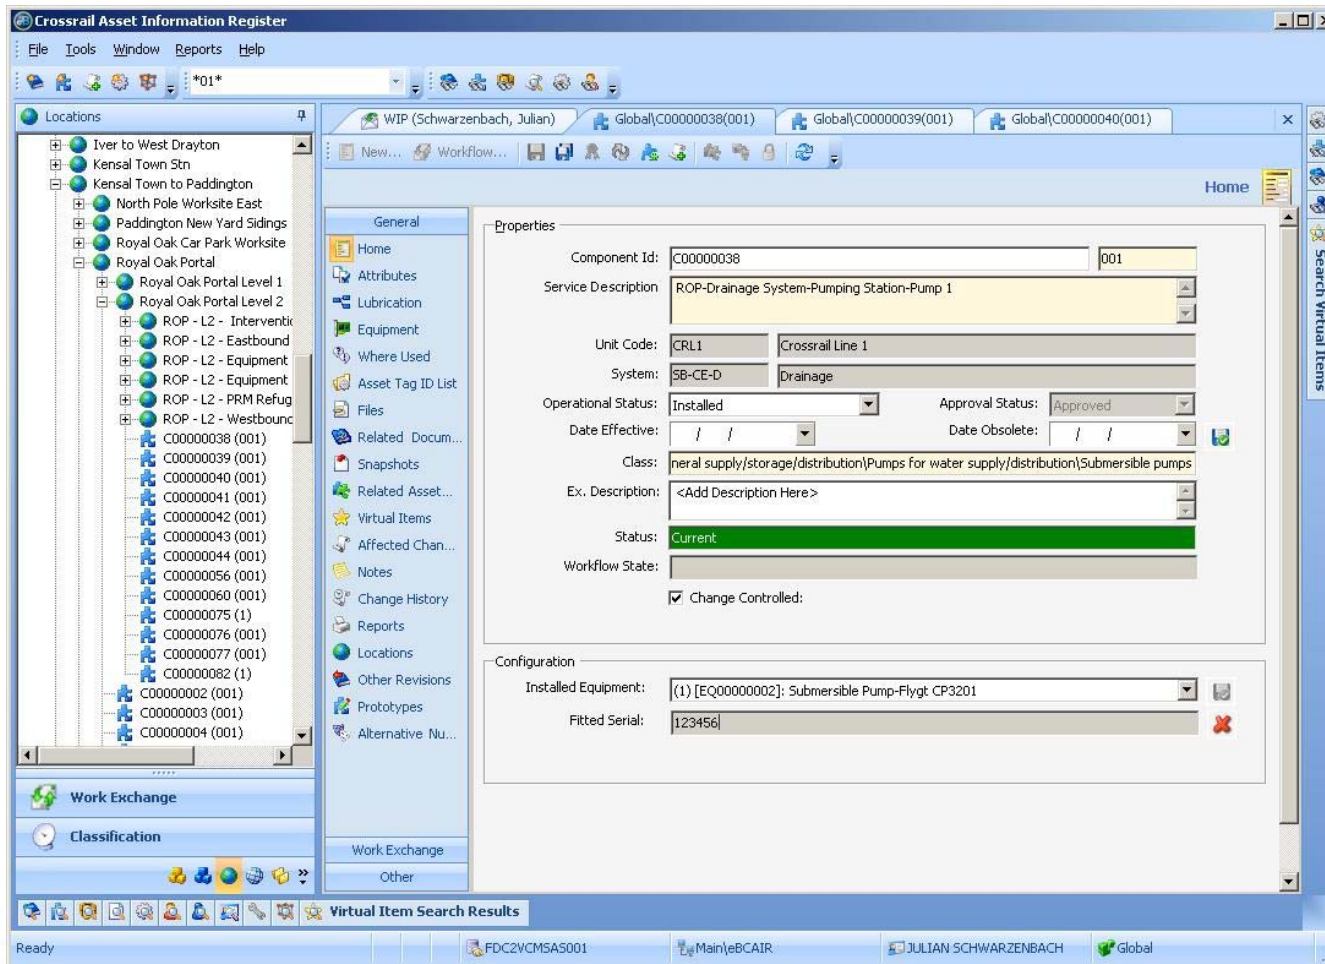 Crossrail Asset Information Register
File Tools Window Reports Help
*01*
Locations
Iver to West Drayton
Kensal Town Stn
Kensal Town to Paddington
North Pole Worksite East
Paddington New Yard Sidings
Royal Oak Car Park Worksite
Royal Oak Portal
Royal Oak Portal Level 1
Royal Oak Portal Level 2
ROP - L2 - Interventic
ROP - L2 - Eastbound
ROP - L2 - Equipment
ROP - L2 - Equipment
ROP - L2 - PRM Refug
ROP - L2 - Westbounc
C00000038 (001)
C00000039 (001)
C00000040 (001)
C00000041 (001)
C00000042 (001)
C00000043 (001)
C00000044 (001)
C00000056 (001)
C00000060 (001)
C00000075 (1)
C00000076 (001)
C00000077 (001)
C00000082 (1)
C00000002 (001)
C00000003 (001)
C00000004 (001)
Work Exchange
Classification
WIP (Schwarzenbach, Julian) Global\C00000038(001) Global\C00000039(001) Global\C00000040(001)
New... Workflow...
Home
General
Home
Attributes
Lubrication
Equipment
Where Used
Asset Tag ID List
Files
Related Docum...
Snapshots
Related Asset...
Virtual Items
Affected Chan...
Notes
Change History
Reports
Locations
Other Revisions
Prototypes
Alternative Nu...
Work Exchange
Other
Properties
Component Id: C00000038 001
Service Description ROP-Drainage System-Pumping Station-Pump 1
Unit Code: CRL1 Crossrail Line 1
System: SB-CE-D Drainage
Operational Status: Installed Approval Status: Approved
Date Effective: / / Date Obsolete: / /
Class: neral supply/storage/distribution\Pumps for water supply/distribution\Submersible pumps
Ex. Description: <Add Description Here>
Status: Current
Workflow State:
Change Controlled:
Configuration
Installed Equipment: (1) [EQ00000002]: Submersible Pump-Flygt CP3201
Fitted Serial: 123456
Search Virtual Items
Virtual Item Search Results
Ready FDC2VCMSAS001 Main\eBCAIR JULIAN SCHWARZENBACH Global